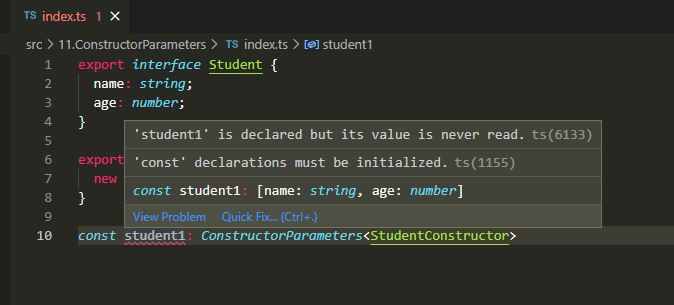 TS index.ts 1 ×
src > 11.ConstructorParameters > TS index.ts > student1
1 export interface Student {
2 name: string;
3 age: number;
4 }
5
6 export
7 new
8 }
9
10 const student1: ConstructorParameters<StudentConstructor>
'student1' is declared but its value is never read. ts(6133)
'const' declarations must be initialized. ts(1155)
const student1: [name: string, age: number]
View Problem Quick Fix... (Ctrl+.)